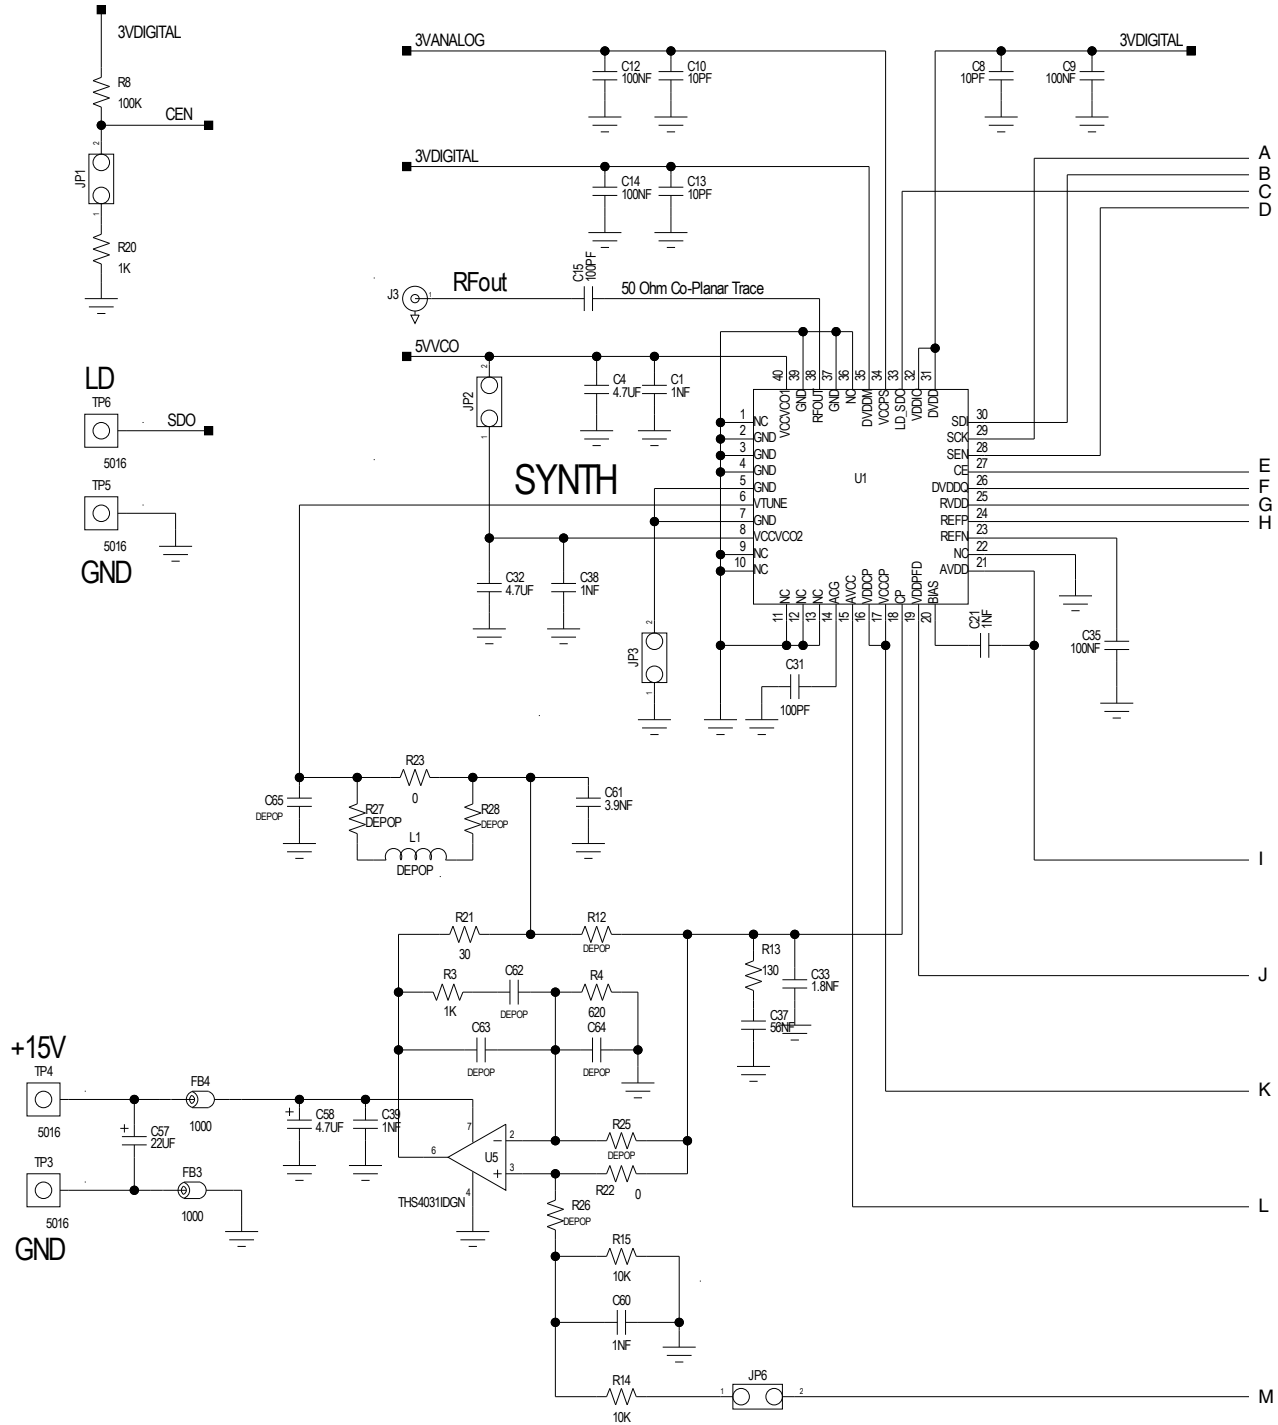 3VDIGITAL
R8
100K
CEN
2
JP1
1
R20
1K
3VANALOG
C12
100NF
C10
10PF
C8
10PF
C9
100NF
3VDIGITAL
3VDIGITAL
C14
100NF
C13
10PF
A
B
C
D
J3
1
RFout
C15
100PF
50 Ohm Co-Planar Trace
5VVCO
2
JP2
1
C4
4.7UF
C1
1NF
LD
TP6
SDO
5016
TP5
5016
GND
SYNTH
U1
40 39 38 37 36 35 34 33 32 31
VCCVCO1
GND
RFOUT
GND
NC
DVDDM
VCCPS
LD_SDO
VDDIO
DVDD
1 NC
2 GND
3 GND
4 GND
5 GND
6 VTUNE
7 GND
8 VCCVCO2
9 NC
10 NC
SDI 30
SCK 29
SEN 28
CE 27
DVDDQ 26
RVDD 25
REFP 24
REFN 23
NC 22
AVDD 21
E
F
G
H
NC
NC
NC
ACG
AVCC
VDDCP
VCCCP
CP
VDDPFD
BIAS
11 12 13 14 15 16 17 18 19 20
C32
4.7UF
C38
1NF
2
JP3
1
C31
100PF
C21
1NF
C35
100NF
R23
0
C65
DEPOP
R27
DEPOP
R28
DEPOP
L1
DEPOP
C61
3.9NF
I
R21
30
R12
DEPOP
R13
130
C33
1.8NF
J
R3
1K
C62
DEPOP
R4
620
C37
56NF
C63
DEPOP
C64
DEPOP
+15V
TP4
5016
FB4
1000
+
C57
22UF
+
C58
4.7UF
C39
1NF
K
TP3
5016
GND
FB3
1000
7
6
2
−
U5
3
+
4
THS4031IDGN
R25
DEPOP
R22
0
R26
DEPOP
L
R15
10K
C60
1NF
R14
10K
JP6
1
2
M